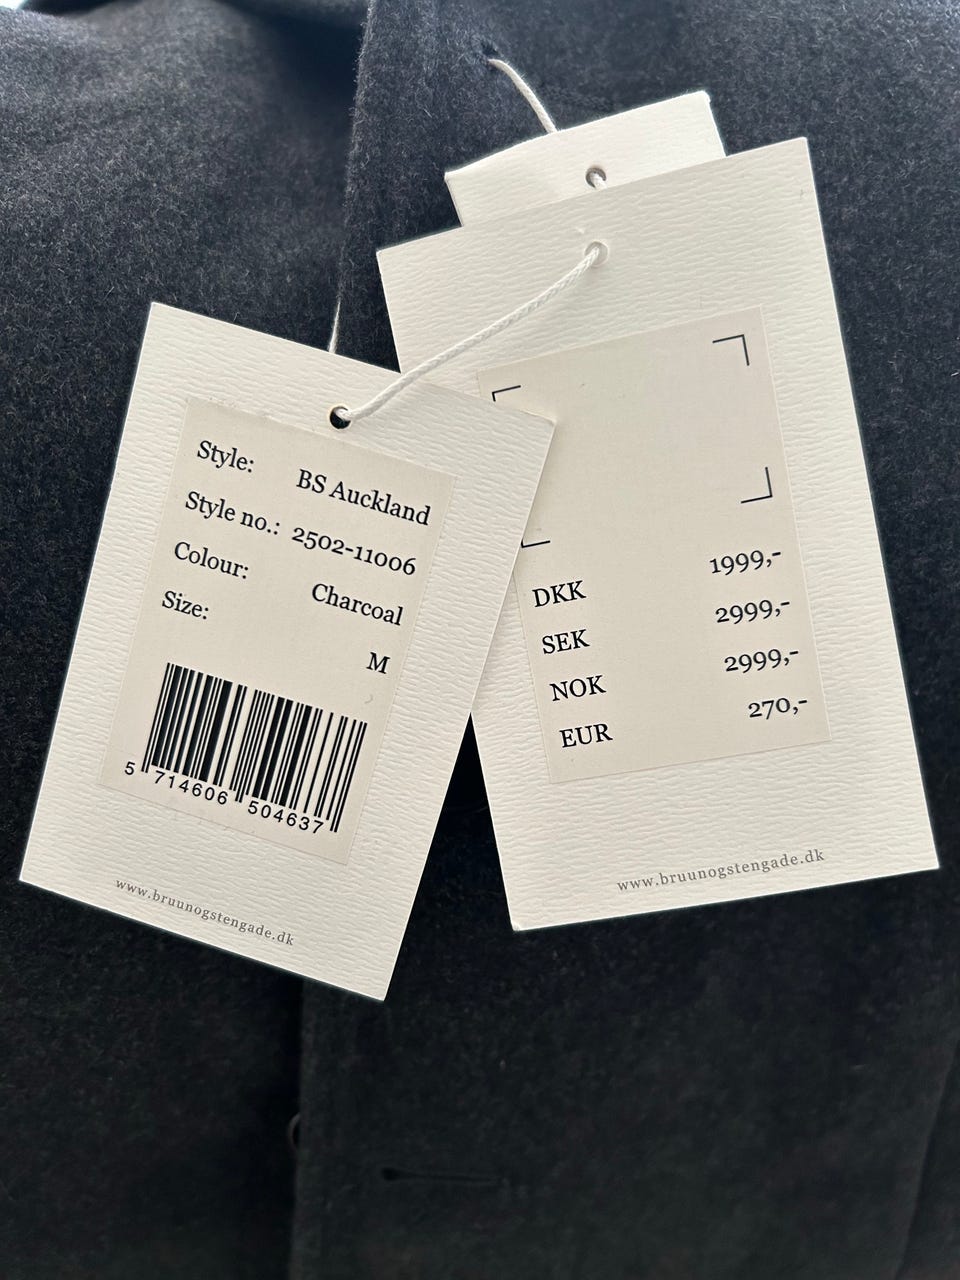 Style: BS Auckland
Style no.: 2502-11006
Colour: Charcoal
Size: M
5 714606 504637
www.bruunogstengade.dk
DKK 1999,-
SEK 2999,-
NOK 2999,-
EUR 270,-
www.bruunogstengade.dk